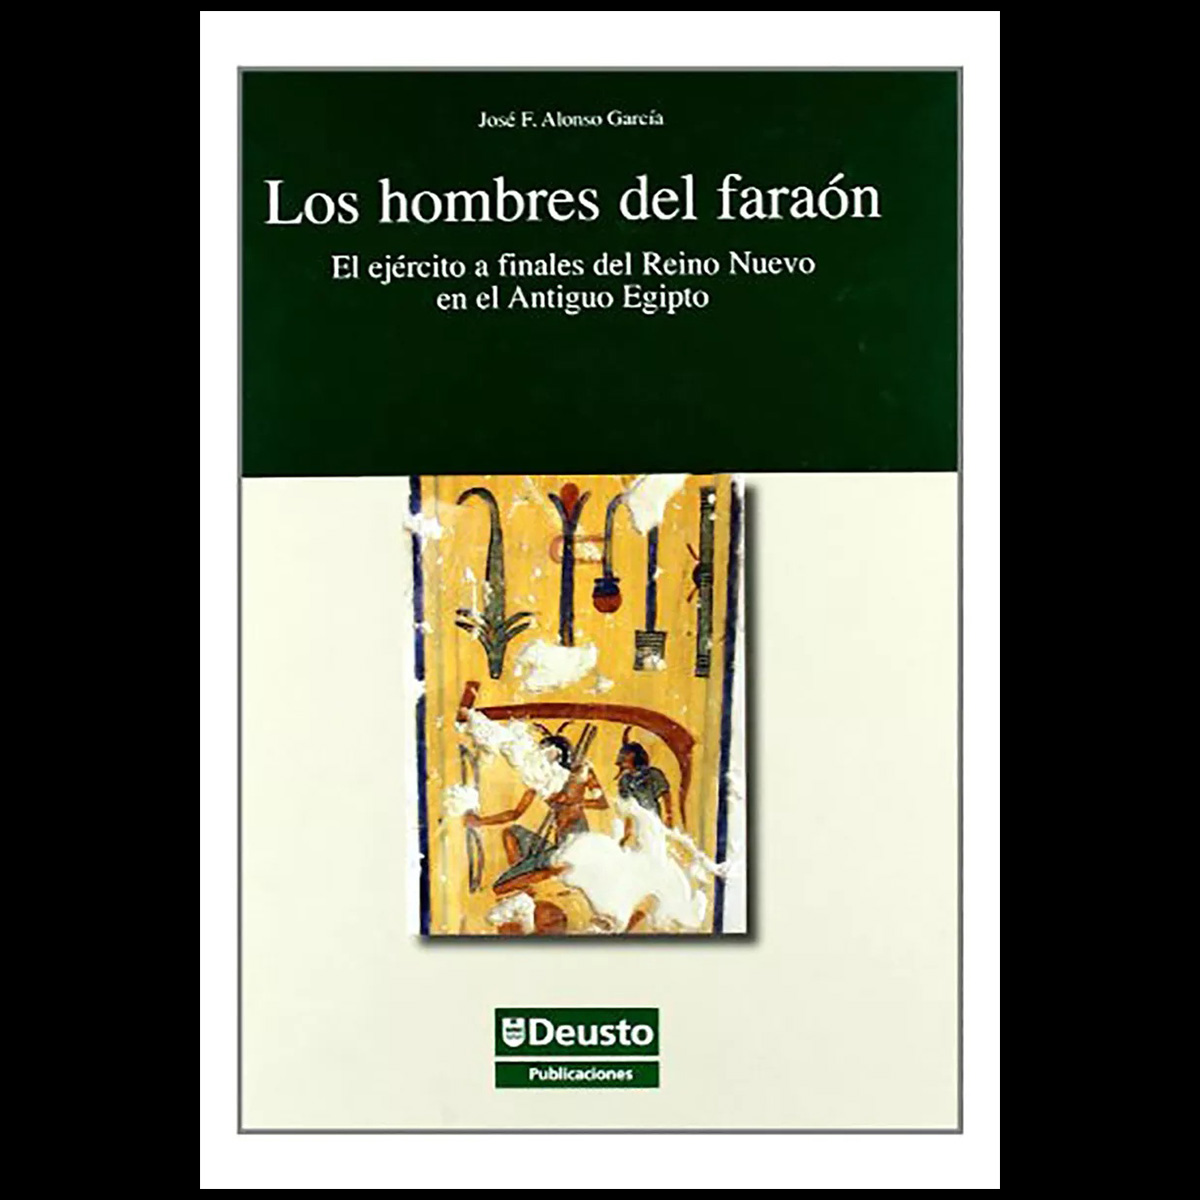 José F. Alonso García
Los hombres del faraón
El ejército a finales del Reino Nuevo
en el Antiguo Egipto
Deusto
Publicaciones